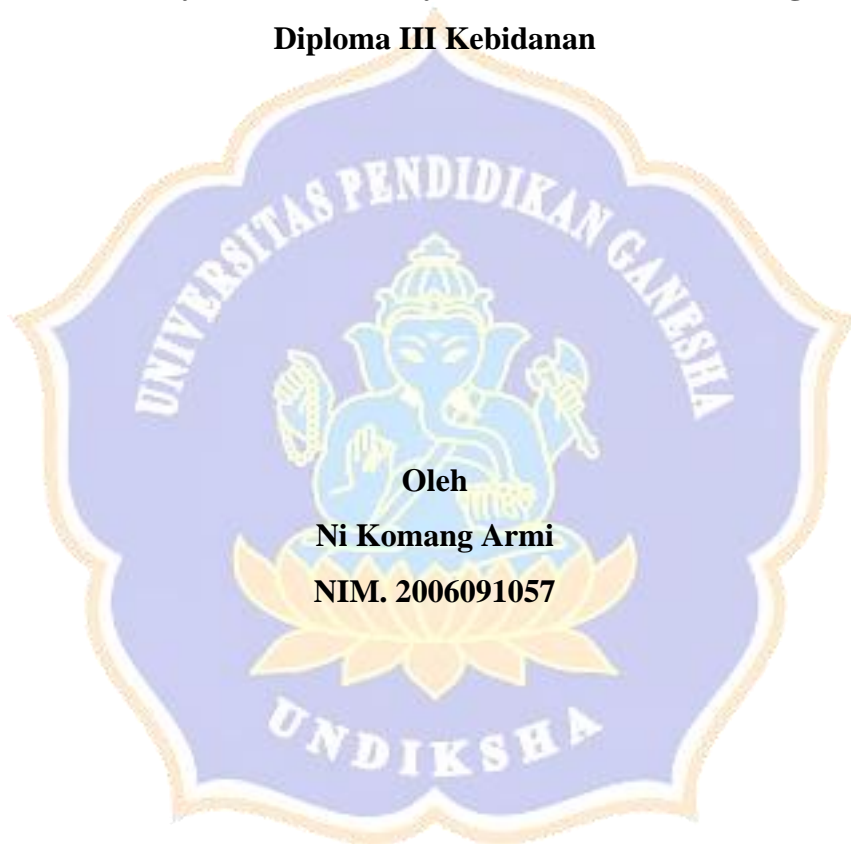 Diploma III Kebidanan
UNIVERSITAS PENDIDIKAN GANESHA
Oleh
Ni Komang Armi
NIM. 2006091057
UNDIKSHA